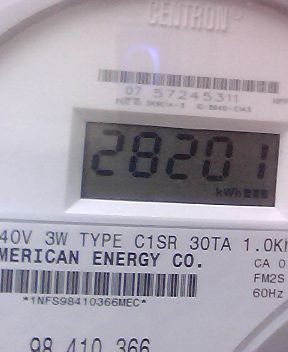 CENTRON®
07 57245311
28201
kWh
40V 3W TYPE C1SR 30TA 1.0Kh
MERICAN ENERGY CO.
CA 0
FM2S
*1NFS98410366MEC*
60Hz
98 410 366